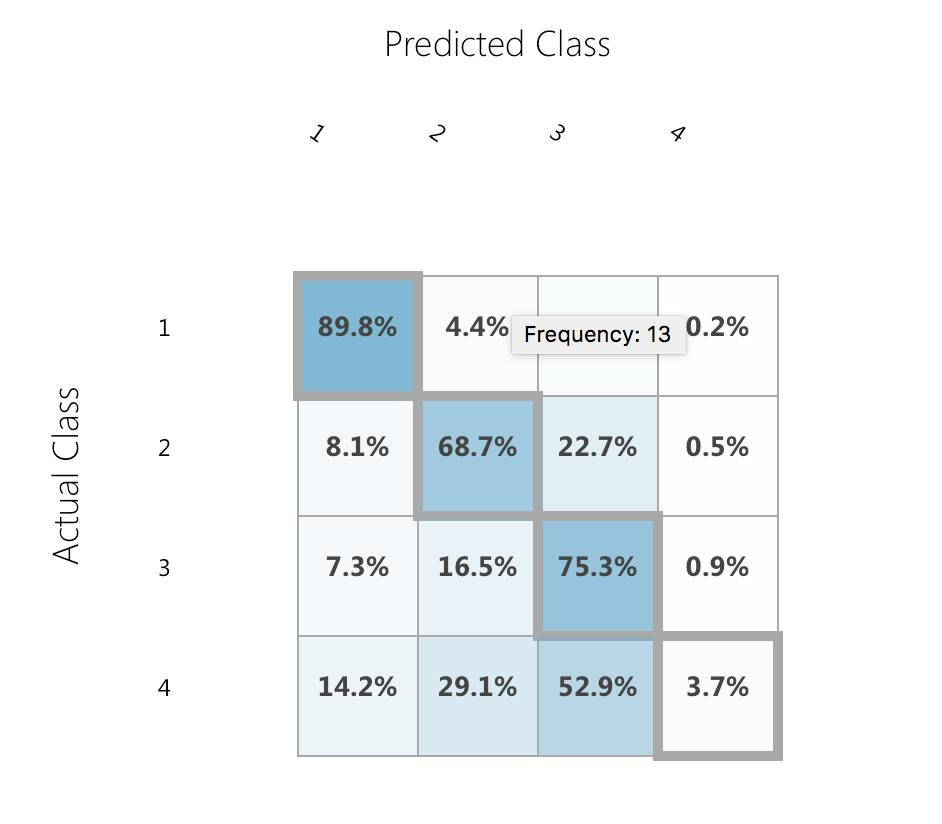 Predicted Class
1 2 3 4
Actual Class
1 89.8% 4.4% 0.2%
Frequency: 13
2 8.1% 68.7% 22.7% 0.5%
3 7.3% 16.5% 75.3% 0.9%
4 14.2% 29.1% 52.9% 3.7%